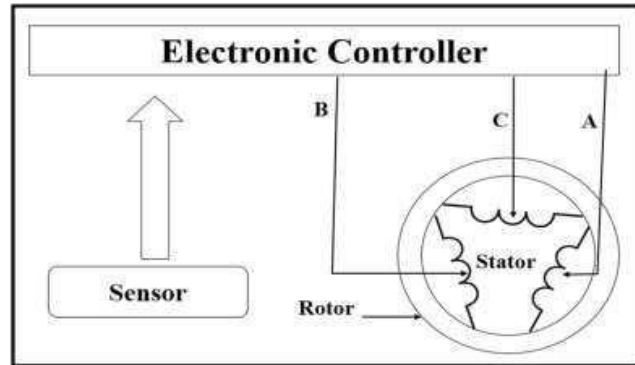 Electronic Controller
B
C
A
Stator
Sensor
Rotor